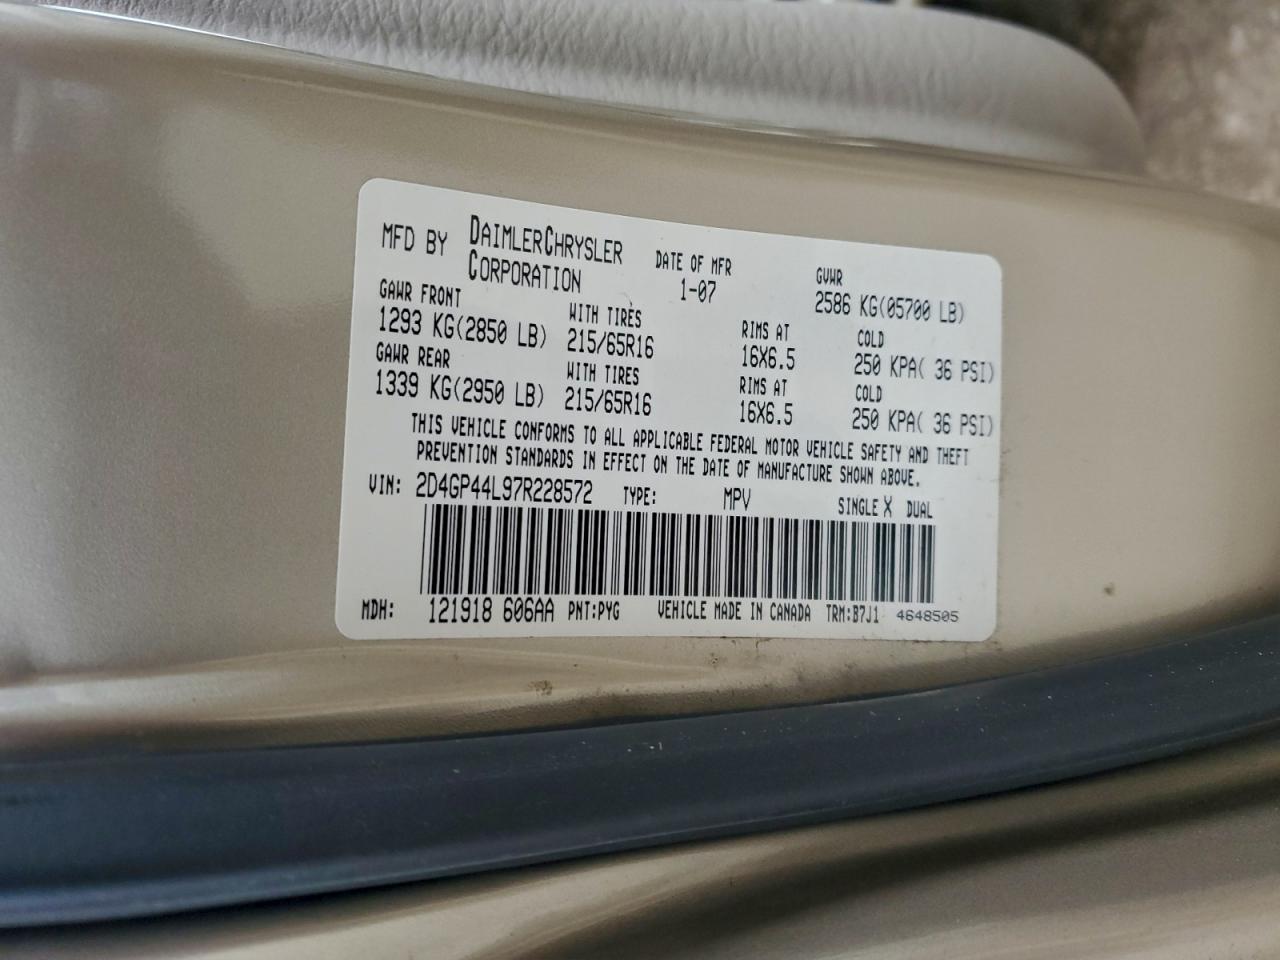 MFD BY DAIMLERCHRYSLER CORPORATION DATE OF MFR 1-07 GVWR 2586 KG(05700 LB)
GAWR FRONT WITH TIRES RIMS AT COLD
1293 KG(2850 LB) 215/65R16 16X6.5 250 KPA( 36 PSI)
GAWR REAR WITH TIRES RIMS AT COLD
1339 KG(2950 LB) 215/65R16 16X6.5 250 KPA( 36 PSI)
THIS VEHICLE CONFORMS TO ALL APPLICABLE FEDERAL MOTOR VEHICLE SAFETY AND THEFT
PREVENTION STANDARDS IN EFFECT ON THE DATE OF MANUFACTURE SHOWN ABOVE.
VIN: 2D4GP44L97R228572 TYPE: MPV SINGLE X DUAL
MDH: 121918 606AA PNT:PYG VEHICLE MADE IN CANADA TRM:B7J1 4648505